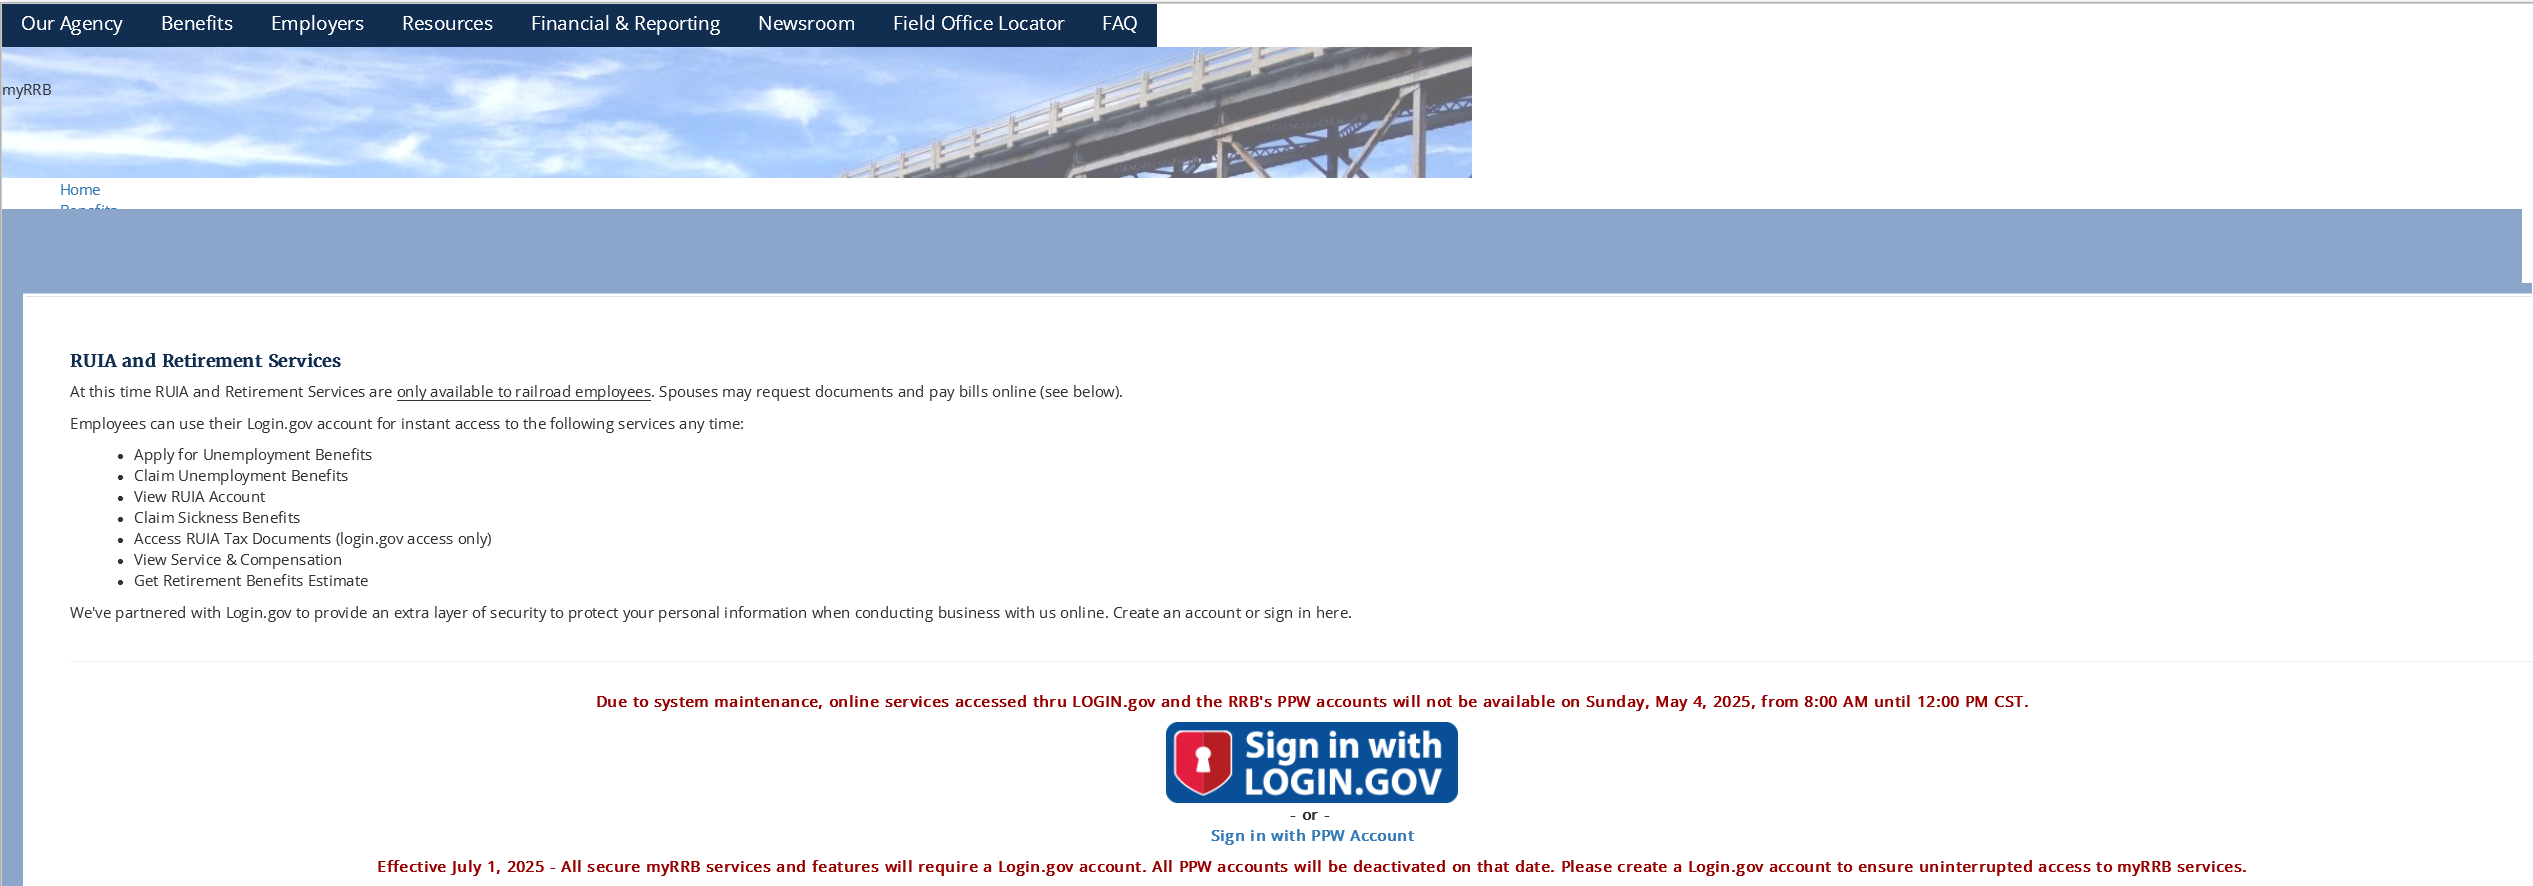 Our Agency Benefits Employers Resources Financial & Reporting Newsroom Field Office Locator FAQ
myRRB
Home
Benefits
RUIA and Retirement Services
At this time RUIA and Retirement Services are only available to railroad employees. Spouses may request documents and pay bills online (see below).
Employees can use their Login.gov account for instant access to the following services any time:
• Apply for Unemployment Benefits
• Claim Unemployment Benefits
• View RUIA Account
• Claim Sickness Benefits
• Access RUIA Tax Documents (login.gov access only)
• View Service & Compensation
• Get Retirement Benefits Estimate
We've partnered with Login.gov to provide an extra layer of security to protect your personal information when conducting business with us online. Create an account or sign in here.
Due to system maintenance, online services accessed thru LOGIN.gov and the RRB's PPW accounts will not be available on Sunday, May 4, 2025, from 8:00 AM until 12:00 PM CST.
Sign in with
LOGIN.GOV
- or -
Sign in with PPW Account
Effective July 1, 2025 - All secure myRRB services and features will require a Login.gov account. All PPW accounts will be deactivated on that date. Please create a Login.gov account to ensure uninterrupted access to myRRB services.